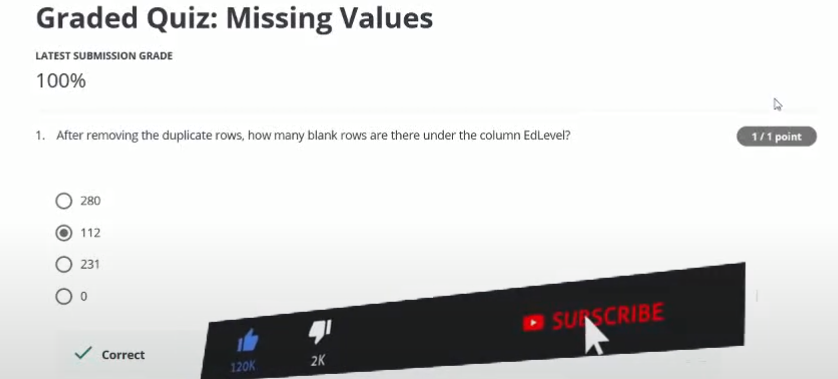 Graded Quiz: Missing Values
LATEST SUBMISSION GRADE
100%
1. After removing the duplicate rows, how many blank rows are there under the column EdLevel?
1 / 1 point
280
112
231
0
Correct
120K
2K
SUBSCRIBE